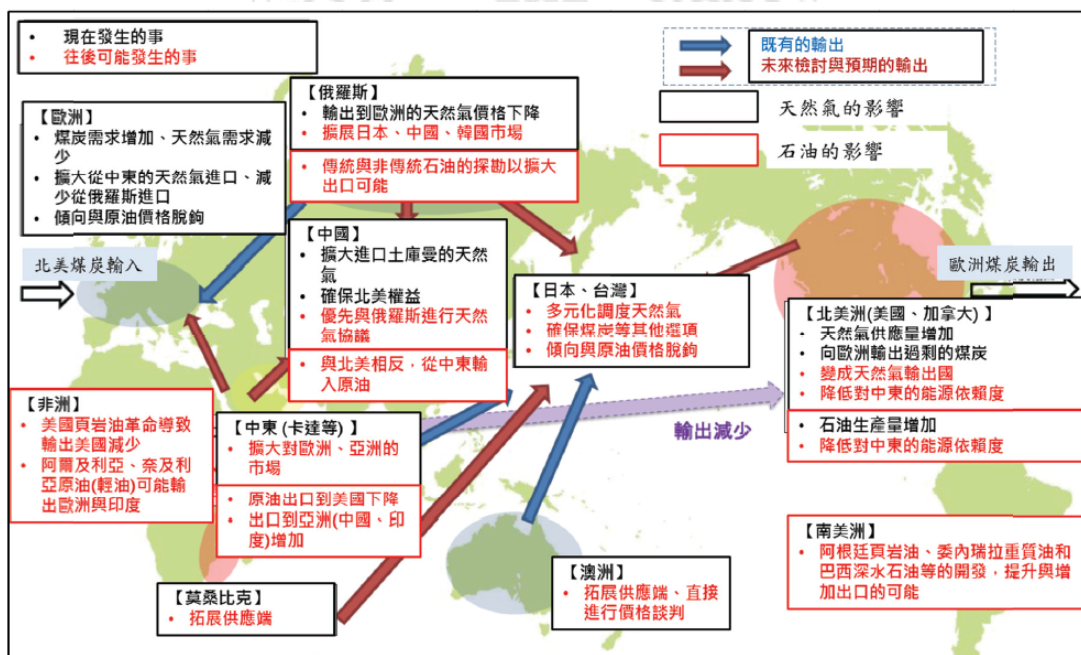 • 現在發生的事
• 往後可能發生的事
既有的輸出
未來檢討與預期的輸出
天然氣的影響
石油的影響
【歐洲】
• 煤炭需求增加、天然氣需求減
少
• 擴大從中東的天然氣進口、減
少從俄羅斯進口
• 傾向與原油價格脫鉤
【俄羅斯】
• 輸出到歐洲的天然氣價格下降
• 擴展日本、中國、韓國市場
• 傳統與非傳統石油的探勘以擴大
出口可能
北美煤炭輸入
【中國】
• 擴大進口土庫曼的天然
氣
• 確保北美權益
• 優先與俄羅斯進行天然
氣協議
• 與北美相反，從中東輸
入原油
【日本、台灣】
• 多元化調度天然氣
• 確保煤炭等其他選項
• 傾向與原油價格脫鉤
歐洲煤炭輸出
【北美洲(美國、加拿大)】
• 天然氣供應量增加
• 向歐洲輸出過剩的煤炭
• 變成天然氣輸出國
• 降低對中東的能源依賴度
• 石油生產量增加
• 降低對中東的能源依賴度
【非洲】
• 美國頁岩油革命導致
輸出美國減少
• 阿爾及利亞、奈及利
亞原油(輕油)可能輸
出歐洲與印度
【中東(卡達等)】
• 擴大對歐洲、亞洲的
市場
• 原油出口到美國下降
• 出口到亞洲(中國、印
度)增加
輸出減少
【莫桑比克】
• 拓展供應端
【澳洲】
• 拓展供應端、直接
進行價格談判
【南美洲】
• 阿根廷頁岩油、委內瑞拉重質油和
巴西深水石油等的開發，提升與增
加出口的可能